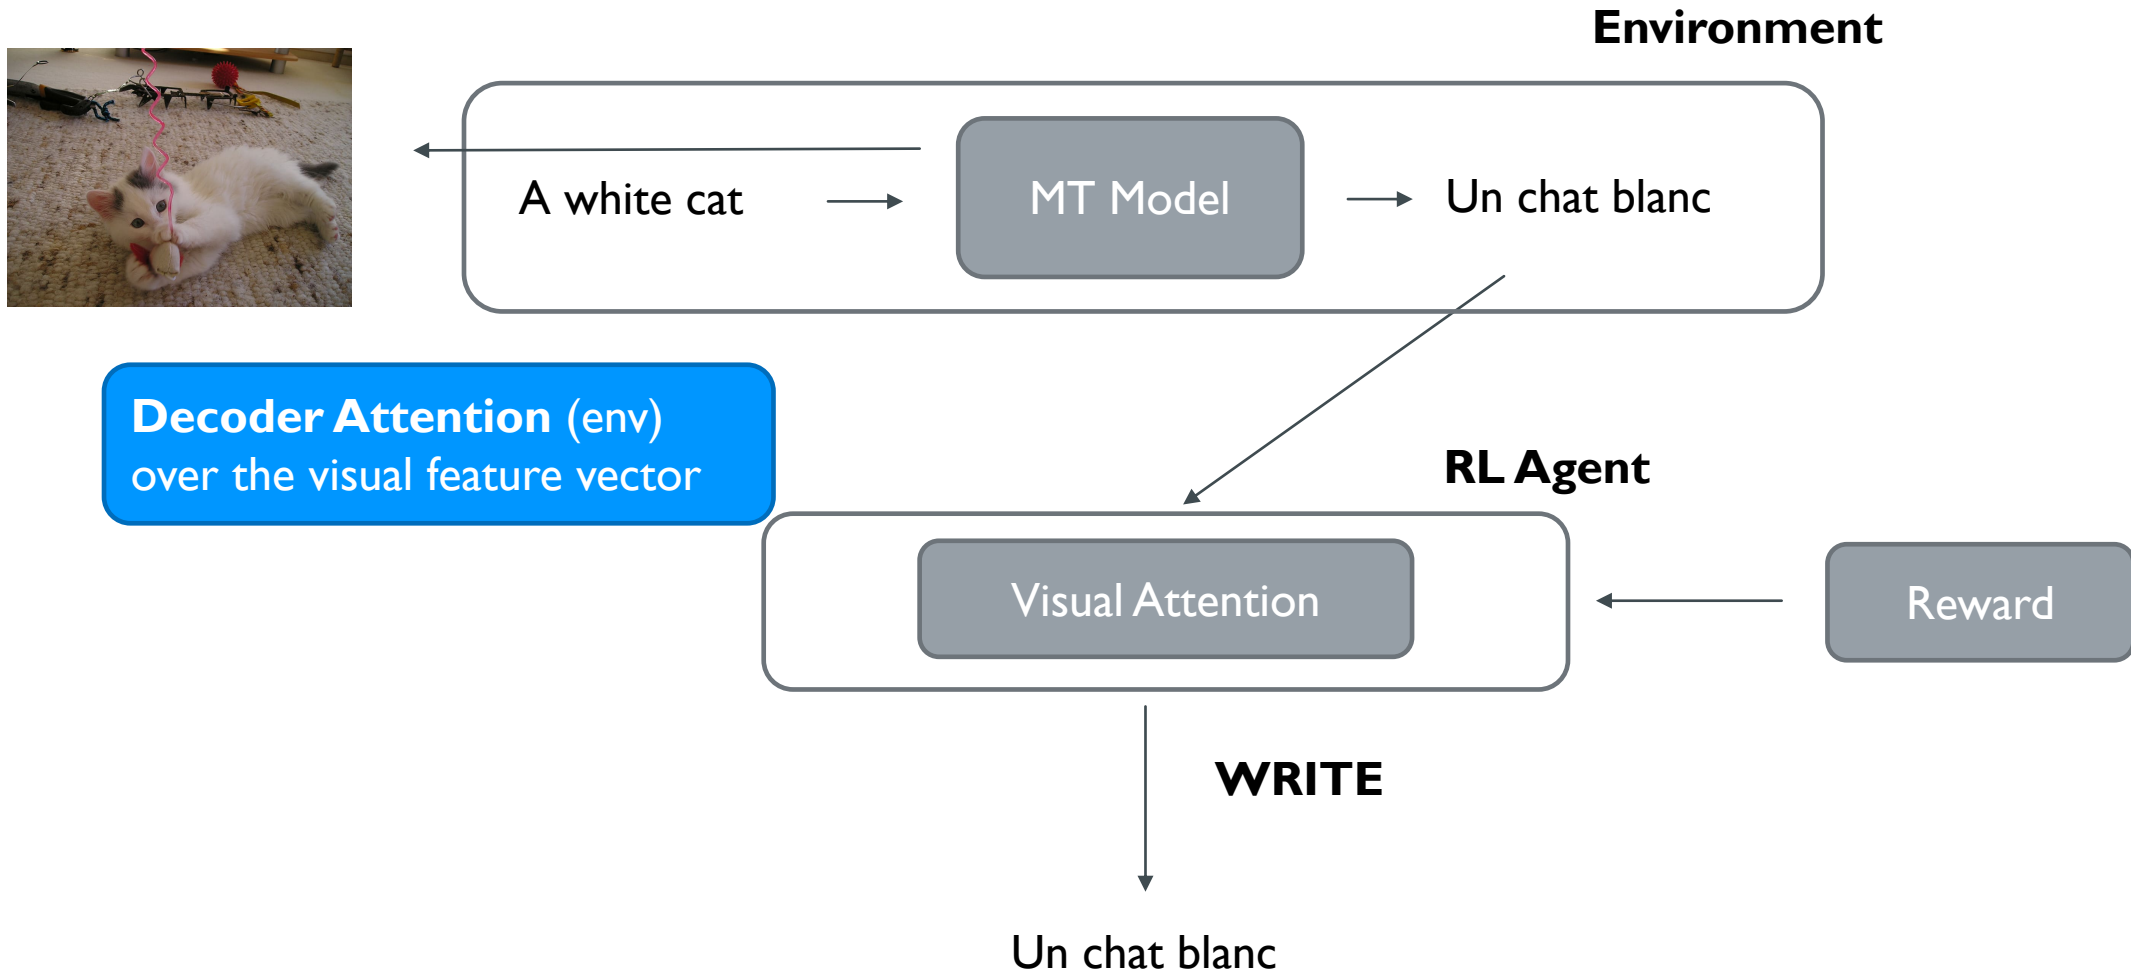 Environment
A white cat
MT Model
Un chat blanc
Decoder Attention (env)
over the visual feature vector
RL Agent
Visual Attention
Reward
WRITE
Un chat blanc